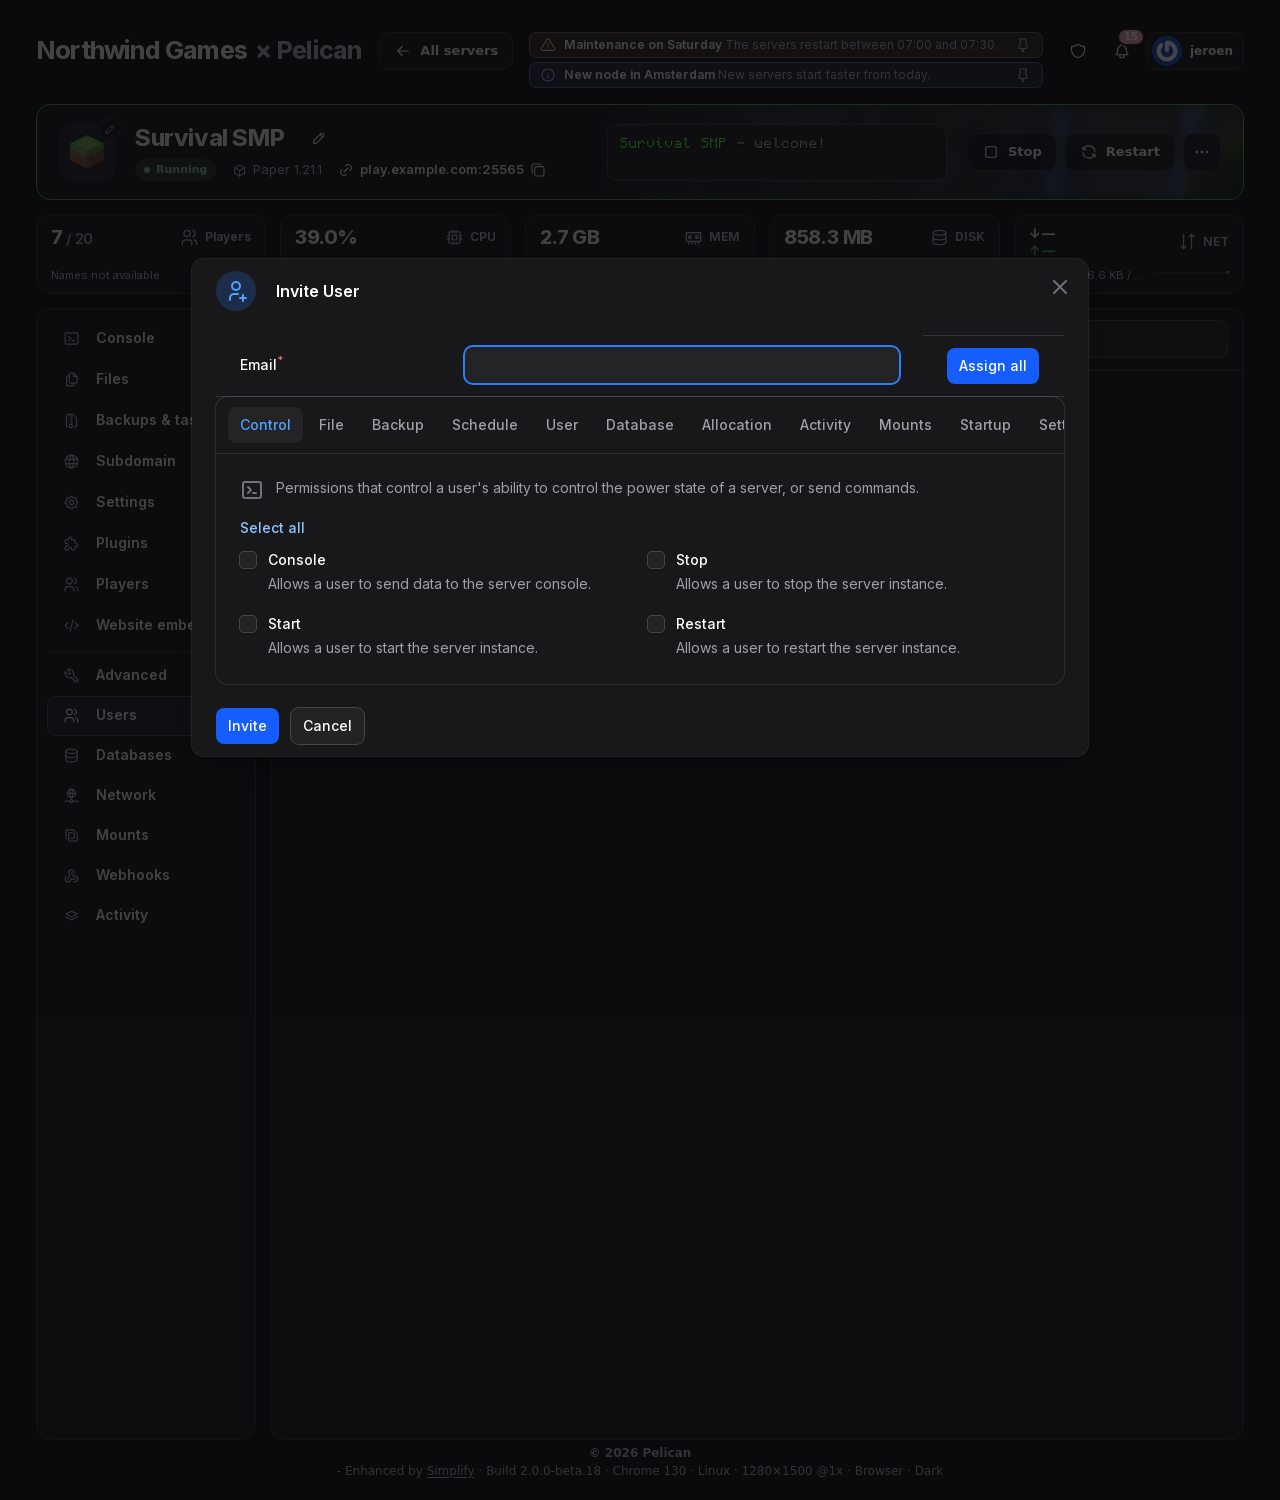 Northwind Games × Pelican
All servers
Maintenance on Saturday The servers restart between 07:00 and 07:30.
New node in Amsterdam New servers start faster from today.
15
jeroen
Survival SMP
Running
Paper 1.21.1
play.example.com:25565
Survival SMP - welcome!
Stop
Restart
7 / 20
Players
Names not available
39.0%
CPU
2.7 GB
MEM
858.3 MB
DISK
NET
6.6 KB / ...
Console
Files
Backups & tas
Subdomain
Settings
Plugins
Players
Website embe
Advanced
Users
Databases
Network
Mounts
Webhooks
Activity
Invite User
Email*
Assign all
Control File Backup Schedule User Database Allocation Activity Mounts Startup Sett
Permissions that control a user's ability to control the power state of a server, or send commands.
Select all
Console
Allows a user to send data to the server console.
Stop
Allows a user to stop the server instance.
Start
Allows a user to start the server instance.
Restart
Allows a user to restart the server instance.
Invite
Cancel
© 2026 Pelican
- Enhanced by Simplify · Build 2.0.0-beta.18 · Chrome 130 · Linux · 1280×1500 @1x · Browser · Dark